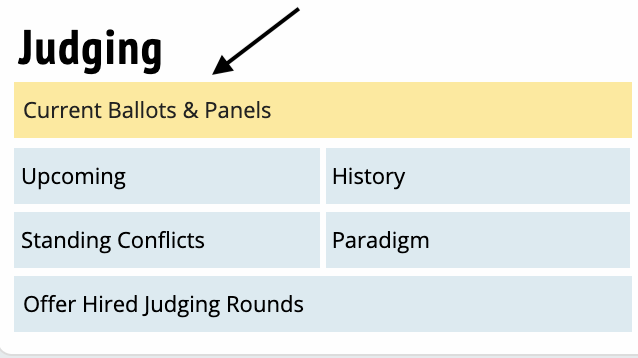 Judging
Current Ballots & Panels
Upcoming
History
Standing Conflicts
Paradigm
Offer Hired Judging Rounds